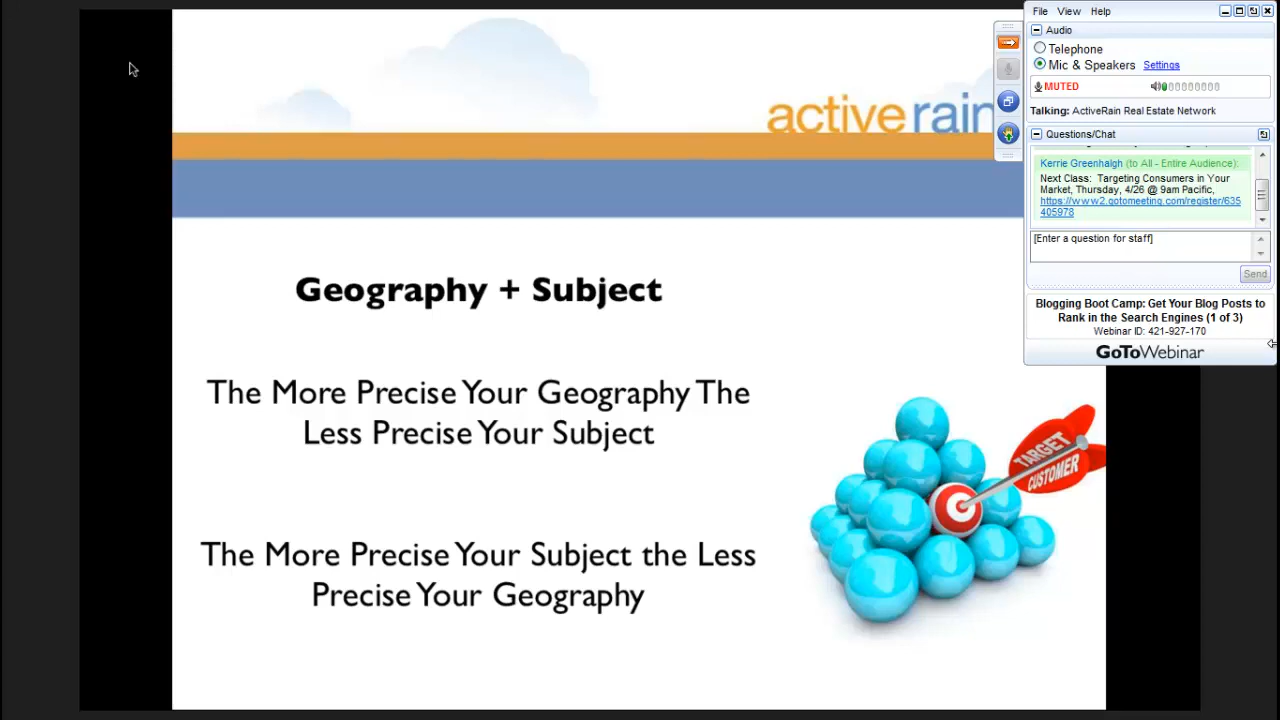 activerain
Geography + Subject
The More Precise Your Geography The
Less Precise Your Subject
The More Precise Your Subject the Less
Precise Your Geography
TARGET
CUSTOMER
File View Help
Audio
Telephone
Mic & Speakers Settings
MUTED
Talking: ActiveRain Real Estate Network
Questions/Chat
Kerrie Greenhalgh (to All - Entire Audience):
Next Class: Targeting Consumers in Your
Market, Thursday, 4/26 @ 9am Pacific,
https://www2.gotomeeting.com/register/635
405978
[Enter a question for staff]
Send
Blogging Boot Camp: Get Your Blog Posts to
Rank in the Search Engines (1 of 3)
Webinar ID: 421-927-170
GoToWebinar